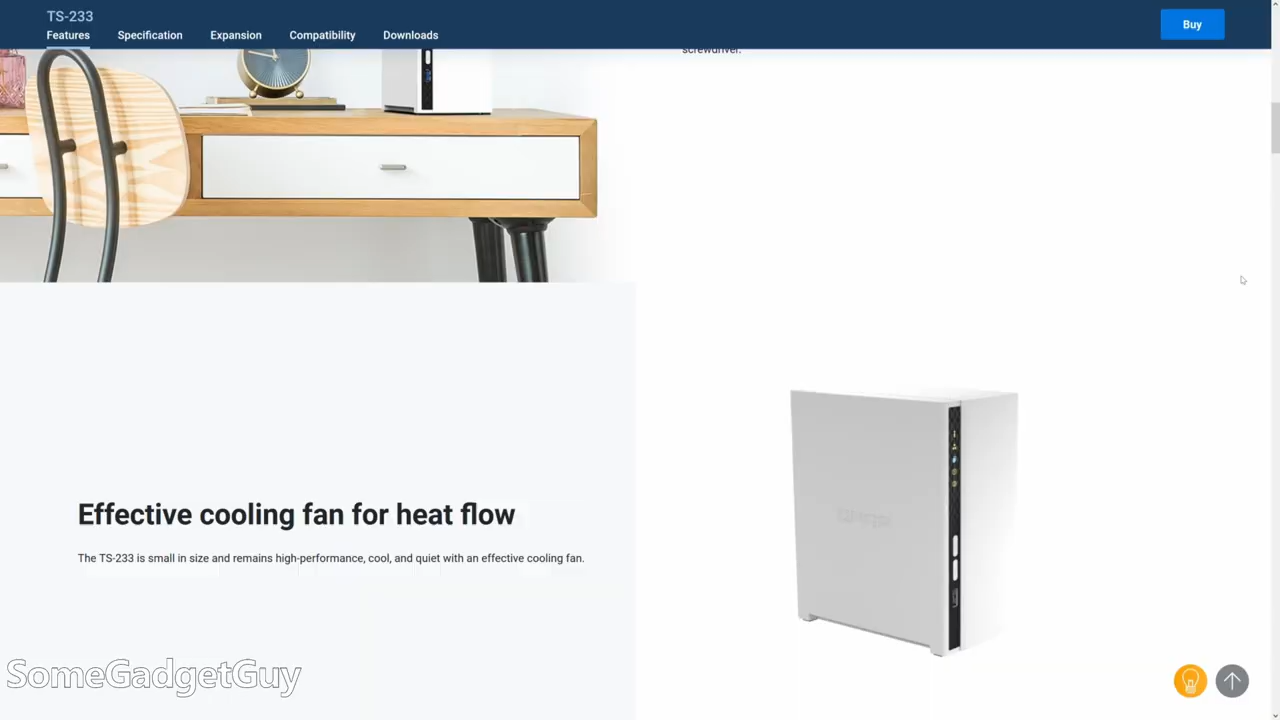 TS-233
Features
Specification
Expansion
Compatibility
Downloads
Buy
screwdriver.
QNAP
Effective cooling fan for heat flow
The TS-233 is small in size and remains high-performance, cool, and quiet with an effective cooling fan.
SomeGadgetGuy